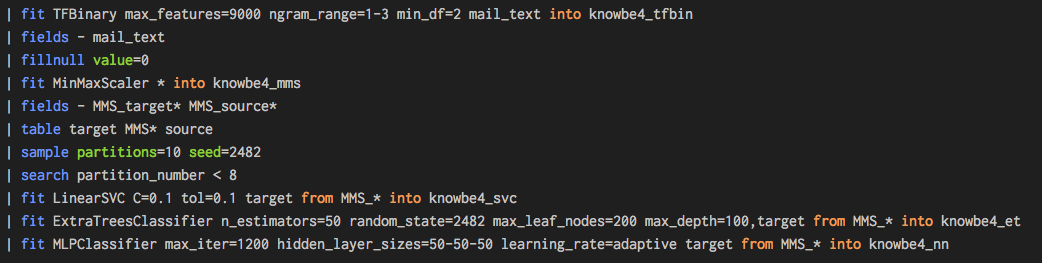 | fit TFBinary max_features=9000 ngram_range=1-3 min_df=2 mail_text into knowbe4_tfbin
| fields - mail_text
| fillnull value=0
| fit MinMaxScaler * into knowbe4_mms
| fields - MMS_target* MMS_source*
| table target MMS* source
| sample partitions=10 seed=2482
| search partition_number < 8
| fit LinearSVC C=0.1 tol=0.1 target from MMS_* into knowbe4_svc
| fit ExtraTreesClassifier n_estimators=50 random_state=2482 max_leaf_nodes=200 max_depth=100,target from MMS_* into knowbe4_et
| fit MLPClassifier max_iter=1200 hidden_layer_sizes=50-50-50 learning_rate=adaptive target from MMS_* into knowbe4_nn